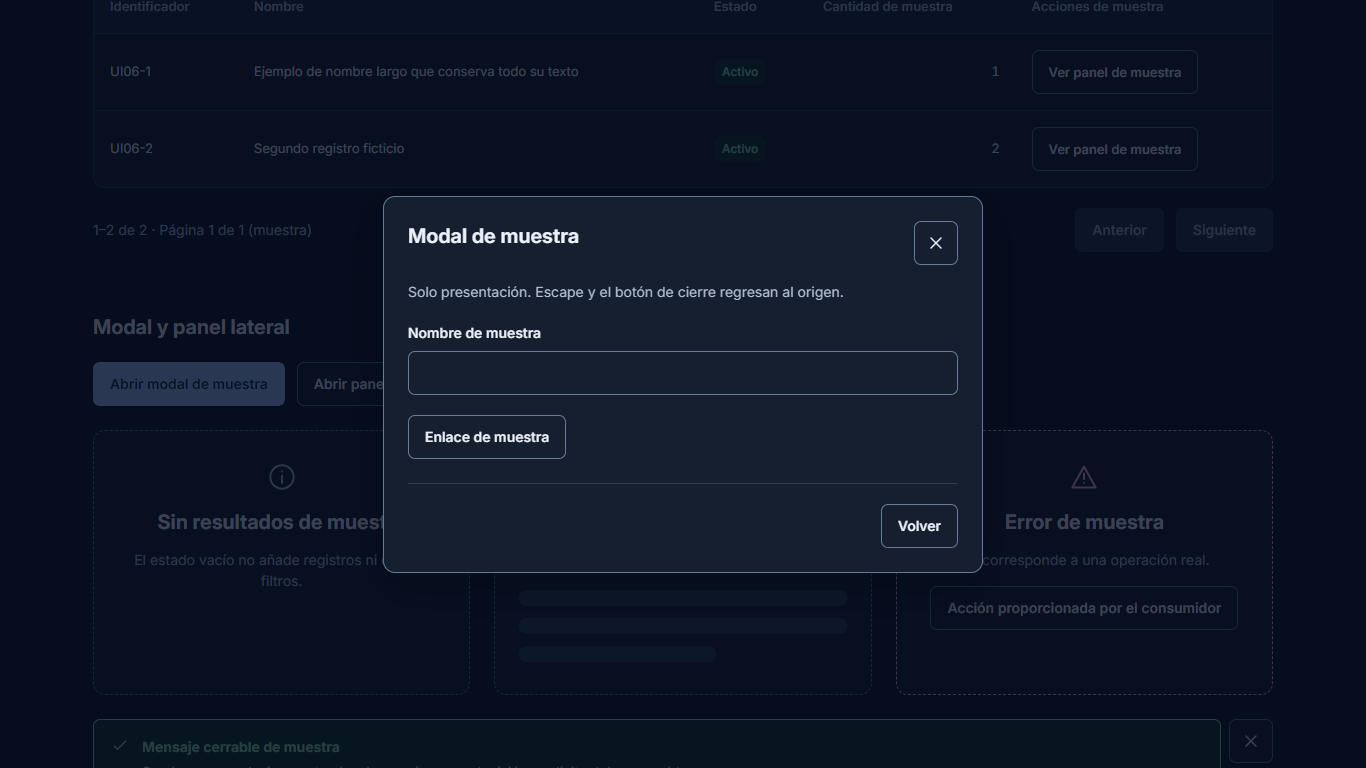 Identificador Nombre Estado Cantidad de muestra Acciones de muestra
UI06-1 Ejemplo de nombre largo que conserva todo su texto Activo 1 Ver panel de muestra
UI06-2 Segundo registro ficticio Activo 2 Ver panel de muestra
1–2 de 2 · Página 1 de 1 (muestra) Anterior Siguiente
Modal de muestra
Solo presentación. Escape y el botón de cierre regresan al origen.
Nombre de muestra
Enlace de muestra
Volver
Modal y panel lateral
Abrir modal de muestra Abrir pane
Sin resultados de muest
El estado vacío no añade registros ni
filtros.
Error de muestra
corresponde a una operación real.
Acción proporcionada por el consumidor
Mensaje cerrable de muestra